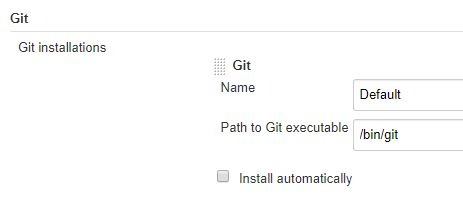 Git
Git installations
Git
Name
Default
Path to Git executable
/bin/git
Install automatically